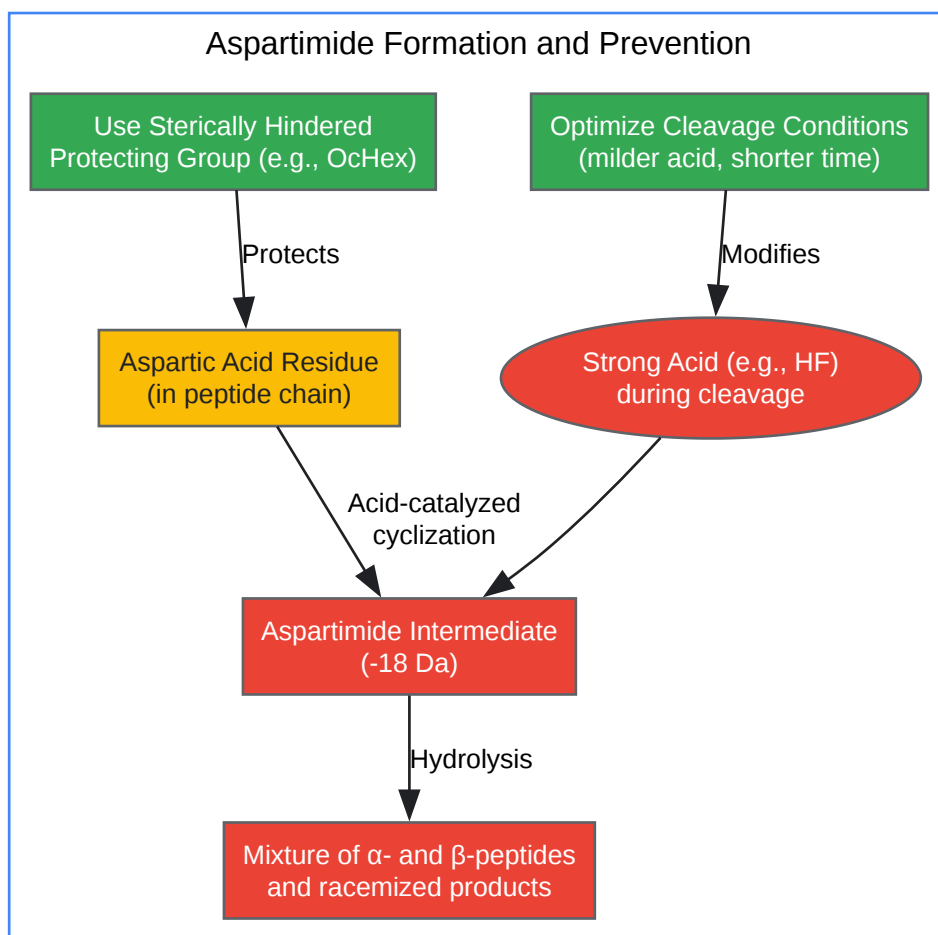 Aspartimide Formation and Prevention
Use Sterically Hindered
Protecting Group (e.g., OcHex)
Optimize Cleavage Conditions
(milder acid, shorter time)
Protects
Modifies
Aspartic Acid Residue
(in peptide chain)
Strong Acid (e.g., HF)
during cleavage
Acid-catalyzed
cyclization
Aspartimide Intermediate
(-18 Da)
Hydrolysis
Mixture of α- and β-peptides
and racemized products